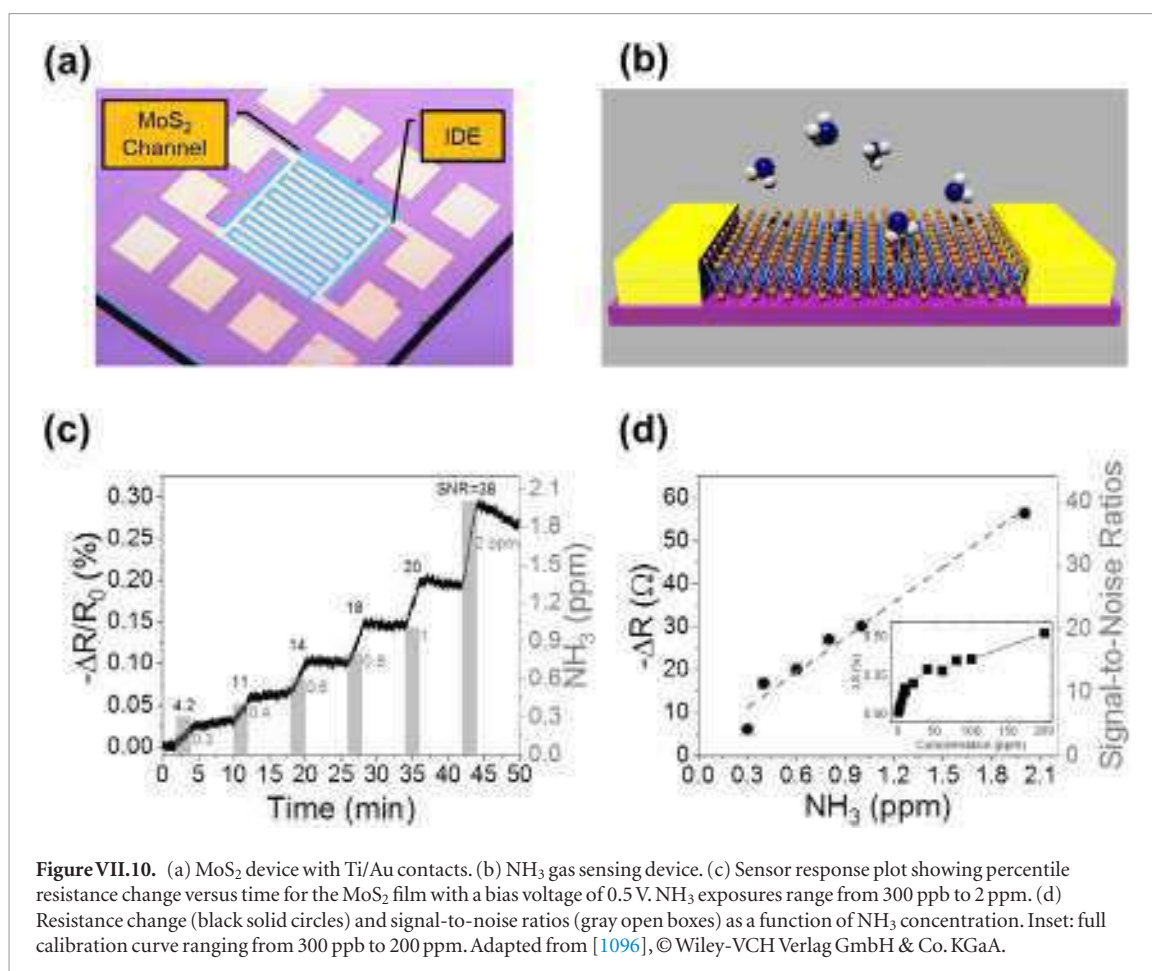 (a)
(b)
MoS₂
Channel
IDE
(c)
(d)
0.30
0.25
0.20
0.15
0.10
0.05
0.00
-ΔR/R₀ (%)
4.2
11
14
18
20
SNR=38
0.3
0.4
0.6
0.8
1
2 ppm
2.1
1.8
1.4
1.0
0.6
0.3
0.0
NH₃ (ppm)
0 5 10 15 20 25 30 35 40 45 50
Time (min)
60
50
40
30
20
10
0
-ΔR (Ω)
40
30
20
10
0
Signal-to-Noise Ratios
0 50 100 150 200
Concentration (ppm)
0.0 0.3 0.6 0.9 1.2 1.5 1.8 2.1
NH₃ (ppm)
Figure VII.10. (a) MoS₂ device with Ti/Au contacts. (b) NH₃ gas sensing device. (c) Sensor response plot showing percentile
resistance change versus time for the MoS₂ film with a bias voltage of 0.5 V. NH₃ exposures range from 300 ppb to 2 ppm. (d)
Resistance change (black solid circles) and signal-to-noise ratios (gray open boxes) as a function of NH₃ concentration. Inset: full
calibration curve ranging from 300 ppb to 200 ppm. Adapted from [1096], © Wiley-VCH Verlag GmbH & Co. KGaA.